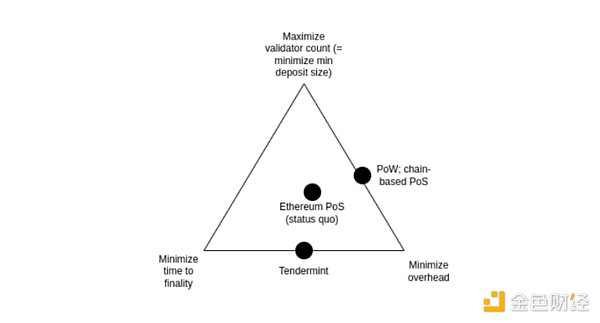 Maximize
validator count (=
minimize min
deposit size)
PoW; chain-
based PoS
Ethereum PoS
(status quo)
Minimize
time to
finality
Tendermint
Minimize
overhead
金色财经